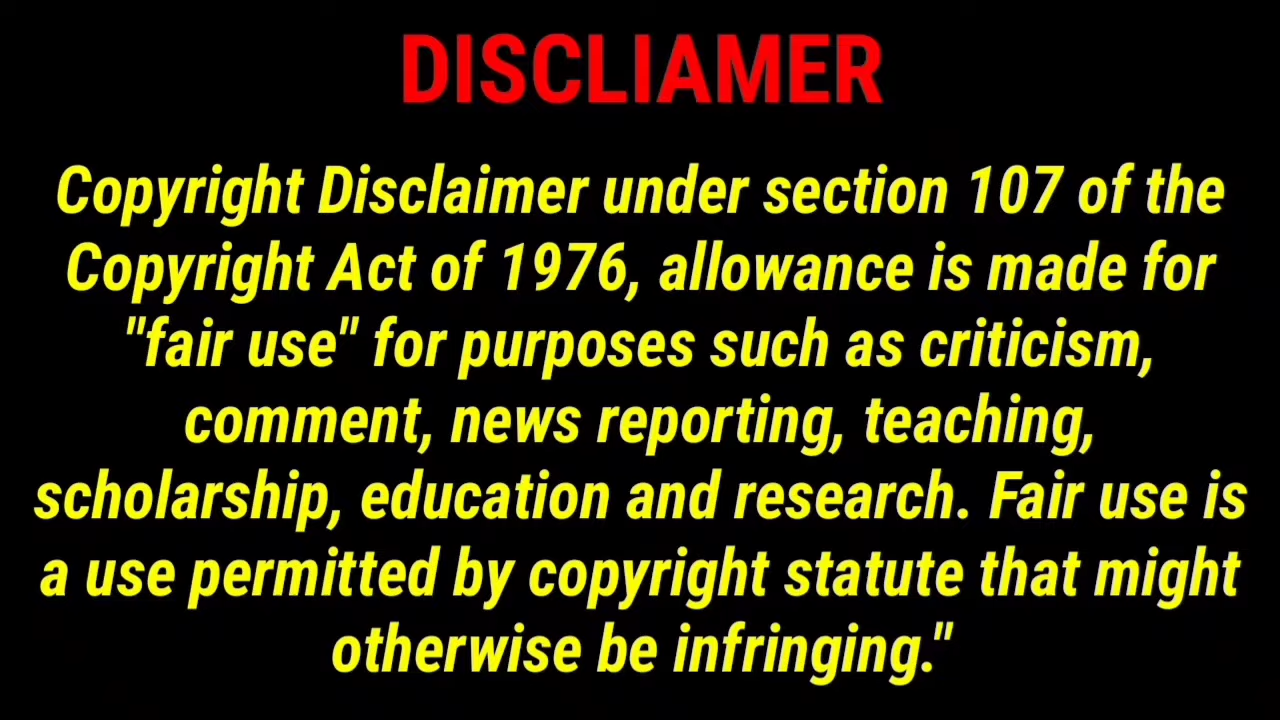 DISCLIAMER
Copyright Disclaimer under section 107 of the
Copyright Act of 1976, allowance is made for
"fair use" for purposes such as criticism,
comment, news reporting, teaching,
scholarship, education and research. Fair use is
a use permitted by copyright statute that might
otherwise be infringing."